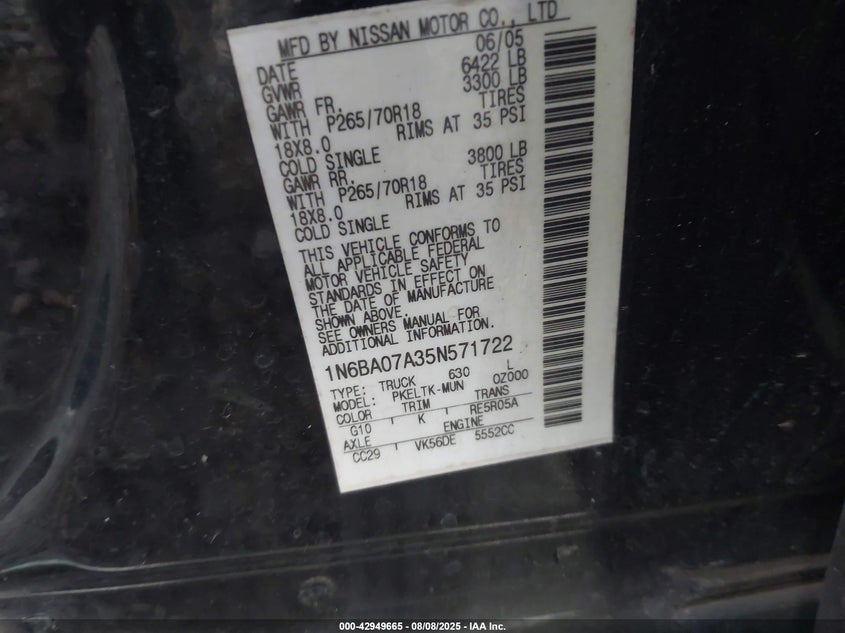 MFD BY NISSAN MOTOR CO., LTD
DATE 06/05
GVWR 6422 LB
GAWR FR. 3300 LB
WITH P265/70R18 TIRES
18X8.0 RIMS AT 35 PSI
COLD SINGLE
GAWR RR. 3800 LB
WITH P265/70R18 TIRES
18X8.0 RIMS AT 35 PSI
COLD SINGLE
THIS VEHICLE CONFORMS TO
ALL APPLICABLE FEDERAL
MOTOR VEHICLE SAFETY
STANDARDS IN EFFECT ON
THE DATE OF MANUFACTURE
SHOWN ABOVE.
SEE OWNERS MANUAL FOR
ADDITIONAL INFORMATION.
1N6BA07A35N571722
TYPE: TRUCK 630 L
MODEL: PKELTK-MUN 0Z000
COLOR TRIM TRANS
G10 K RE5R05A
AXLE ENGINE
CC29 VK56DE 5552CC
000-42949665 - 08/08/2025 - IAA Inc.